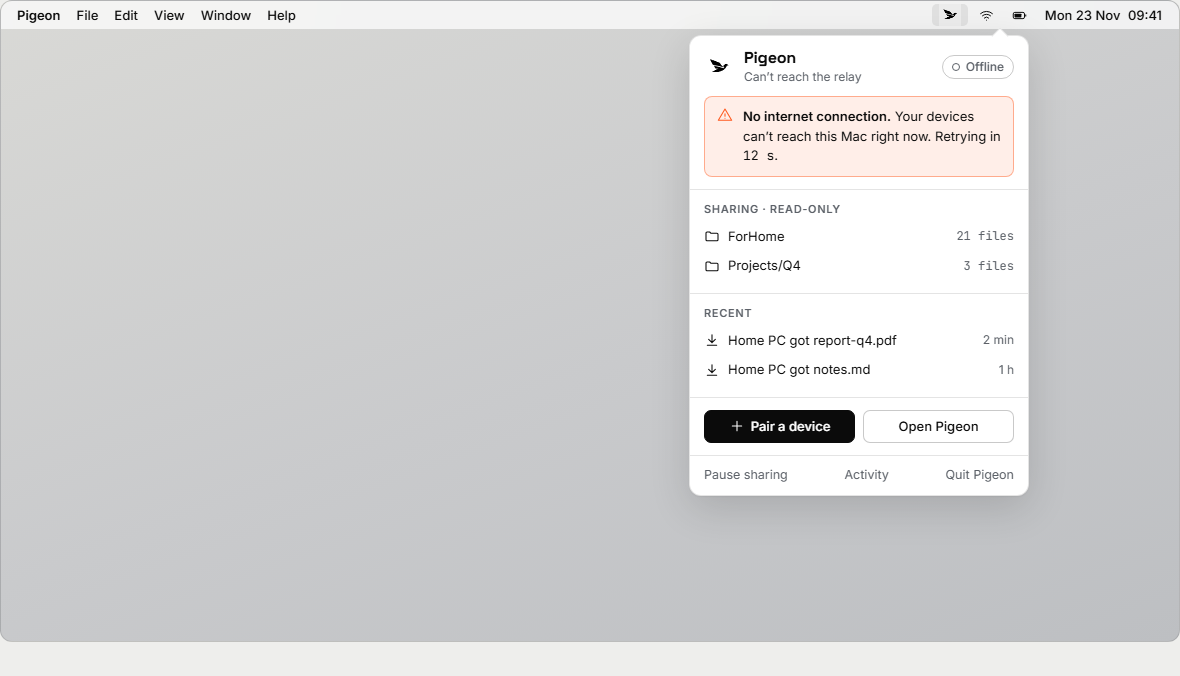 Pigeon File Edit View Window Help Mon 23 Nov 09:41
Pigeon
Can't reach the relay
Offline
No internet connection. Your devices
can't reach this Mac right now. Retrying in
12 s.
SHARING · READ-ONLY
ForHome 21 files
Projects/Q4 3 files
RECENT
Home PC got report-q4.pdf 2 min
Home PC got notes.md 1 h
Pair a device Open Pigeon
Pause sharing Activity Quit Pigeon